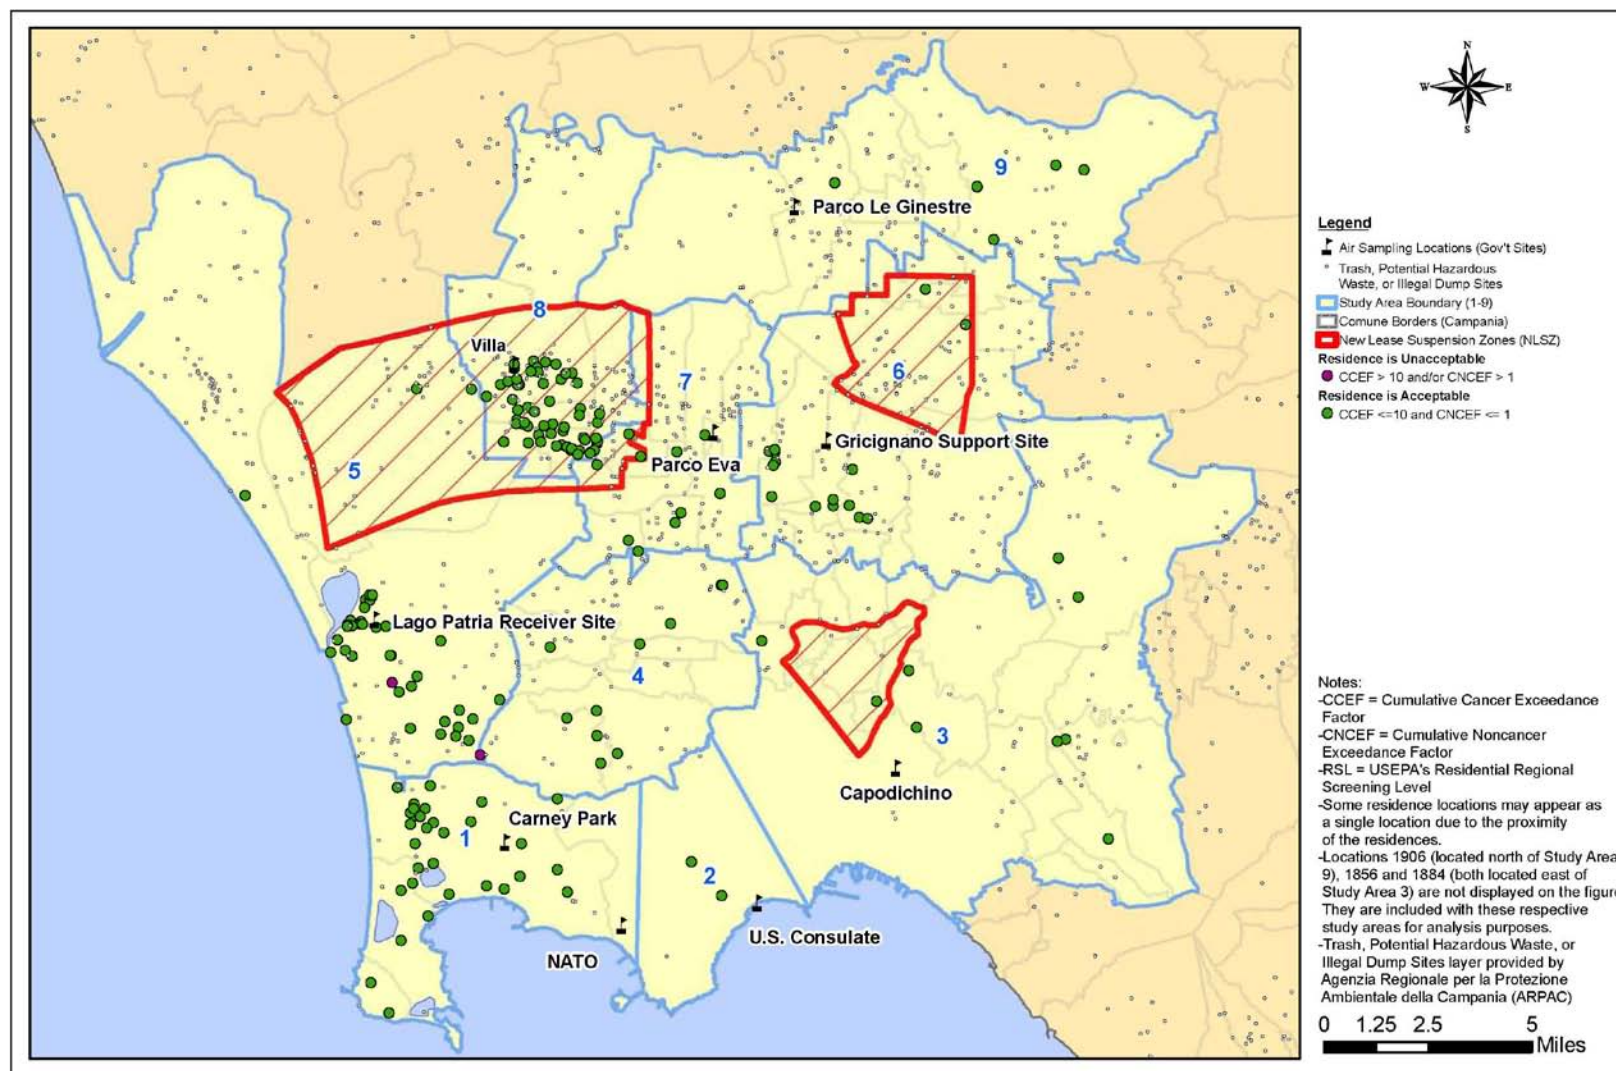 N
W E
S
9
Parco Le Ginestre
8
Villa
7
6
Gricignano Support Site
Parco Eva
5
Lago Patria Receiver Site
4
3
Capodichino
Carney Park
1
2
U.S. Consulate
NATO
Legend
Air Sampling Locations (Gov't Sites)
Trash, Potential Hazardous
Waste, or Illegal Dump Sites
Study Area Boundary (1-9)
Comune Borders (Campania)
New Lease Suspension Zones (NLSZ)
Residence is Unacceptable
CCEF > 10 and/or CNCEF > 1
Residence is Acceptable
CCEF <=10 and CNCEF <= 1
Notes:
-CCEF = Cumulative Cancer Exceedance
Factor
-CNCEF = Cumulative Noncancer
Exceedance Factor
-RSL = USEPA's Residential Regional
Screening Level
-Some residence locations may appear as
a single location due to the proximity
of the residences.
-Locations 1906 (located north of Study Area
9), 1856 and 1884 (both located east of
Study Area 3) are not displayed on the figure
They are included with these respective
study areas for analysis purposes.
-Trash, Potential Hazardous Waste, or
Illegal Dump Sites layer provided by
Agenzia Regionale per la Protezione
Ambientale della Campania (ARPAC)
0 1.25 2.5 5
Miles